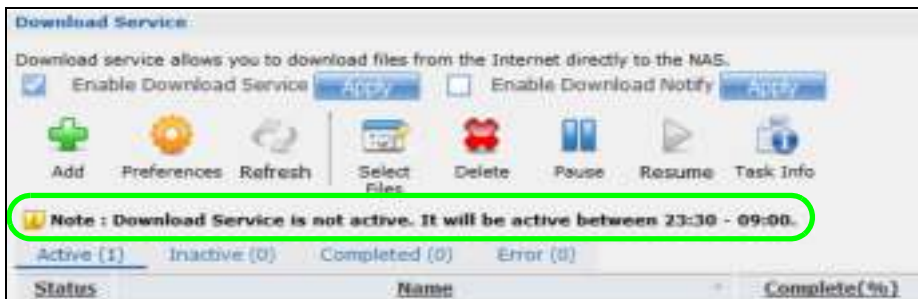 Download Service
Download service allows you to download files from the Internet directly to the NAS.
Enable Download Service Apply Enable Download Notify Apply
Add Preferences Refresh Select Files Delete Pause Resume Task Info
Note : Download Service is not active. It will be active between 23:30 - 09:00.
Active (1) Inactive (0) Completed (0) Error (0)
Status Name Complete(%)